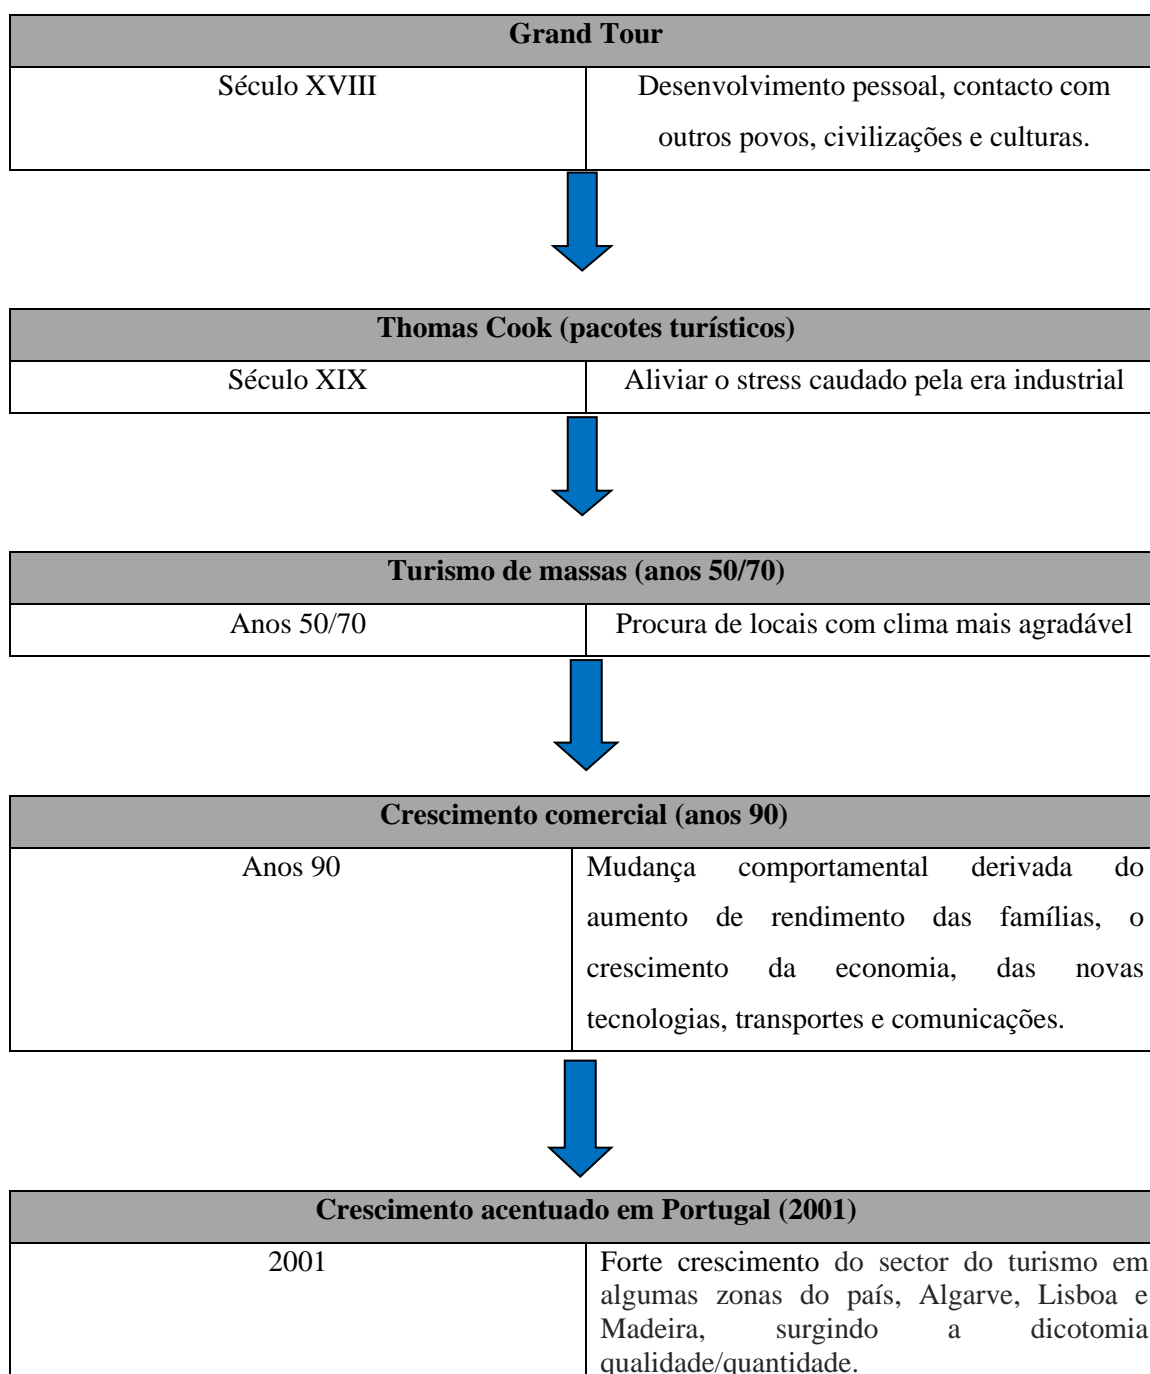 Grand Tour
Século XVIII
Desenvolvimento pessoal, contacto com
outros povos, civilizações e culturas.
Thomas Cook (pacotes turísticos)
Século XIX
Aliviar o stress caudado pela era industrial
Turismo de massas (anos 50/70)
Anos 50/70
Procura de locais com clima mais agradável
Crescimento comercial (anos 90)
Anos 90
Mudança comportamental derivada do
aumento de rendimento das famílias, o
crescimento da economia, das novas
tecnologias, transportes e comunicações.
Crescimento acentuado em Portugal (2001)
2001
Forte crescimento do sector do turismo em
algumas zonas do país, Algarve, Lisboa e
Madeira, surgindo a dicotomia
qualidade/quantidade.